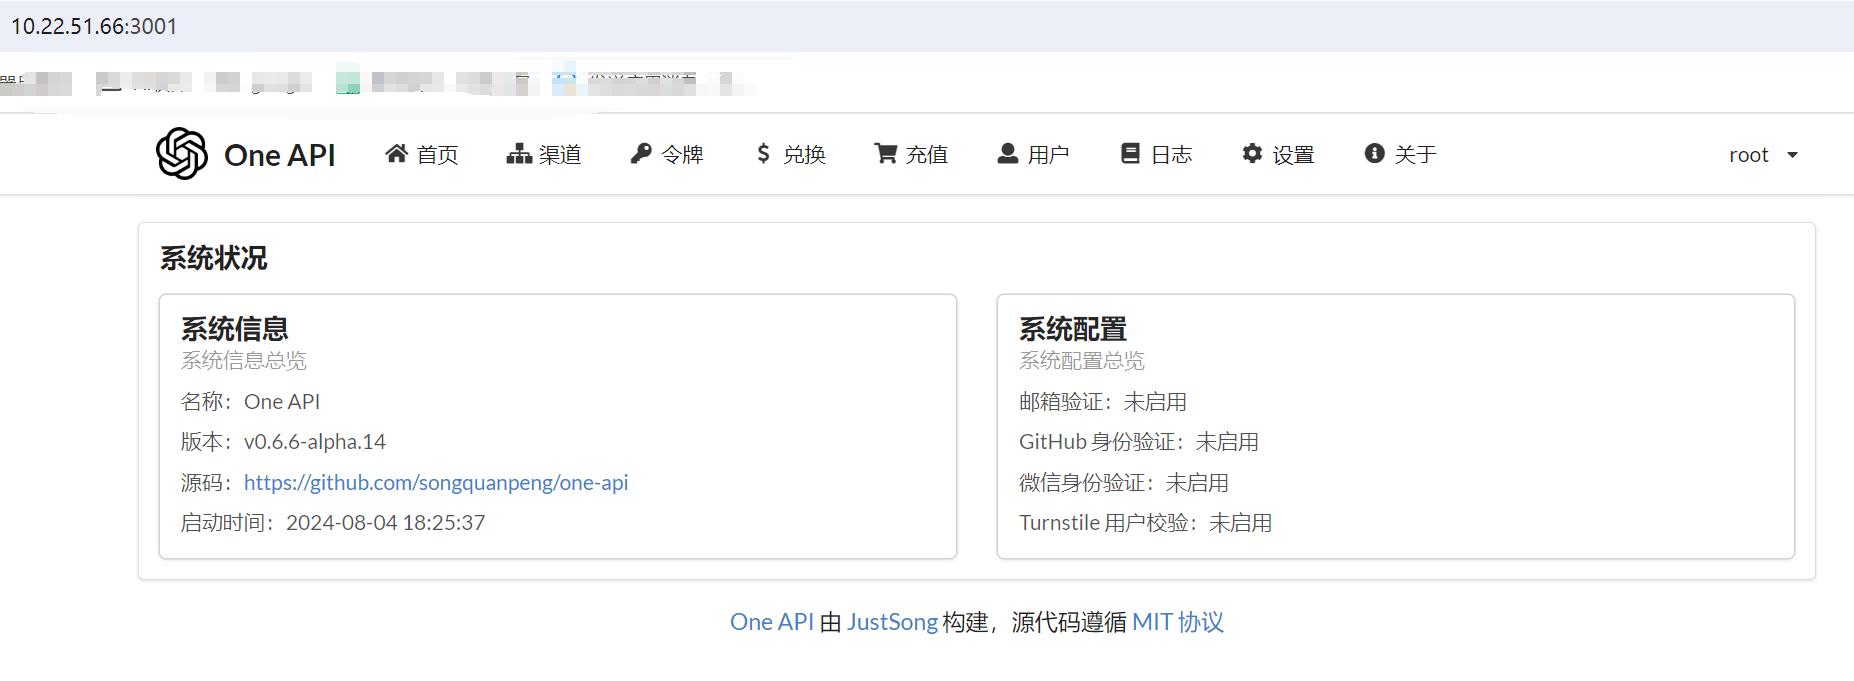 10.22.51.66:3001
One API 首页 渠道 令牌 兑换 充值 用户 日志 设置 关于 root
系统状况
系统信息
系统信息总览
名称：One API
版本：v0.6.6-alpha.14
源码：https://github.com/songquanpeng/one-api
启动时间：2024-08-04 18:25:37
系统配置
系统配置总览
邮箱验证：未启用
GitHub 身份验证：未启用
微信身份验证：未启用
Turnstile 用户校验：未启用
One API 由 JustSong 构建，源代码遵循 MIT 协议